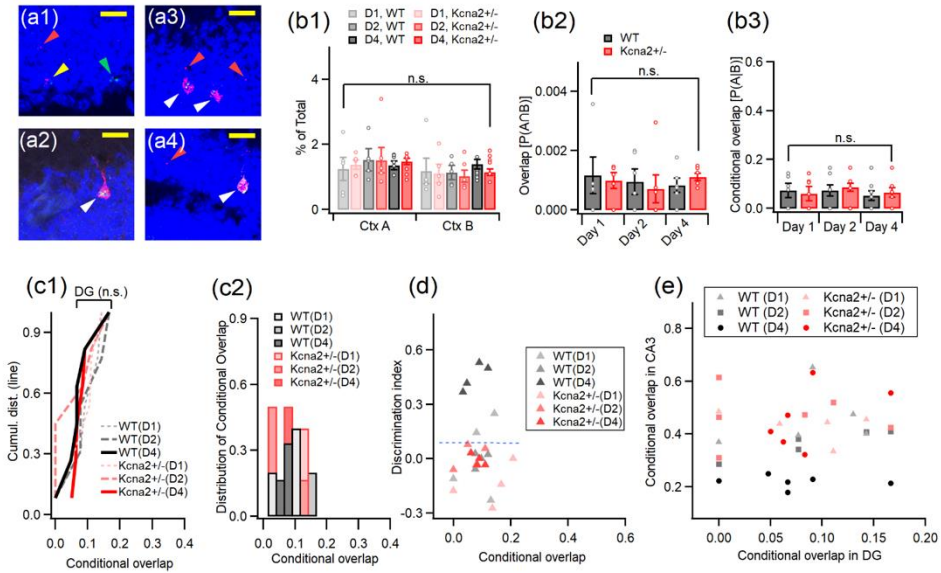 (a1)
(a3)
(a2)
(a4)
(b1)
D1, WT
D2, WT
D4, WT
D1, Kcna2+/-
D2, Kcna2+/-
D4, Kcna2+/-
n.s.
% of Total
4
2
0
Ctx A
Ctx B
(b2)
WT
Kcna2+/-
n.s.
Overlap [P(A∩B)]
0.004
0.002
0.000
Day 1
Day 2
Day 4
(b3)
n.s.
Conditional overlap [P(A|B)]
0.6
0.4
0.2
0.0
Day 1
Day 2
Day 4
(c1)
DG (n.s.)
Cumul. dist. (line)
0.9
0.6
0.3
0.0
WT(D1)
WT(D2)
WT(D4)
Kcna2+/-(D1)
Kcna2+/-(D2)
Kcna2+/-(D4)
0.0 0.1 0.2 0.3 0.4
Conditional overlap
(c2)
WT(D1)
WT(D2)
WT(D4)
Kcna2+/-(D1)
Kcna2+/-(D2)
Kcna2+/-(D4)
Distribution of Conditional Overlap
0.9
0.6
0.3
0.0
0.0 0.1 0.2 0.3 0.4
Conditional overlap
(d)
Discrimination index
0.6
0.3
0.0
-0.3
WT(D1)
WT(D2)
WT(D4)
Kcna2+/-(D1)
Kcna2+/-(D2)
Kcna2+/-(D4)
0.0 0.2 0.4 0.6
Conditional overlap
(e)
WT (D1)
WT (D2)
WT (D4)
Kcna2+/- (D1)
Kcna2+/- (D2)
Kcna2+/- (D4)
Conditional overlap in CA3
0.8
0.6
0.4
0.2
0.00 0.05 0.10 0.15 0.20
Conditional overlap in DG